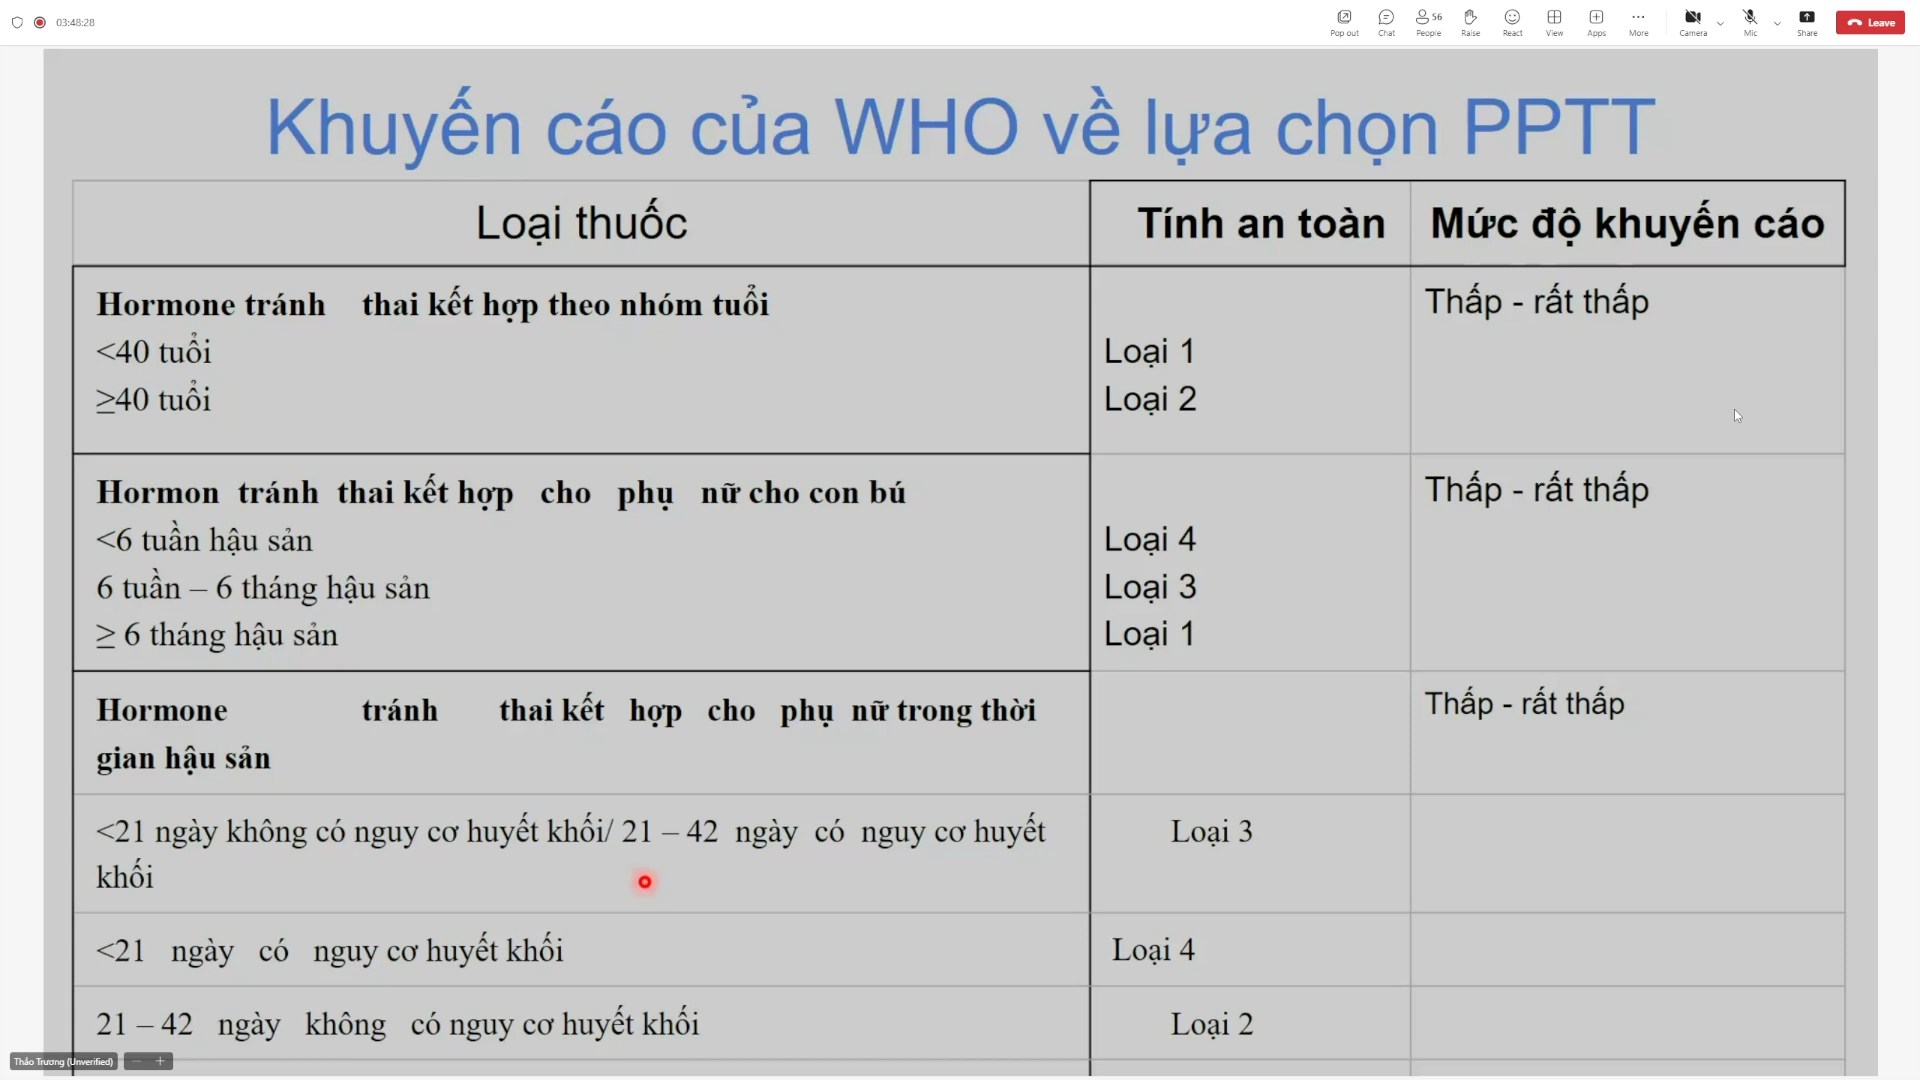 03:48:28
Pop out
Chat
56
People
Raise
React
View
Apps
More
Camera
Mic
Share
Leave
Khuyến cáo của WHO về lựa chọn PPTT
Loại thuốc Tính an toàn Mức độ khuyến cáo
Hormone tránh thai kết hợp theo nhóm tuổi Thấp - rất thấp
<40 tuổi Loại 1
≥40 tuổi Loại 2
Hormon tránh thai kết hợp cho phụ nữ cho con bú Thấp - rất thấp
<6 tuần hậu sản Loại 4
6 tuần – 6 tháng hậu sản Loại 3
≥ 6 tháng hậu sản Loại 1
Hormone tránh thai kết hợp cho phụ nữ trong thời Thấp - rất thấp
gian hậu sản
<21 ngày không có nguy cơ huyết khối/ 21 – 42 ngày có nguy cơ huyết Loại 3
khối
<21 ngày có nguy cơ huyết khối Loại 4
21 – 42 ngày không có nguy cơ huyết khối Loại 2
Thảo Trương (Unverified)